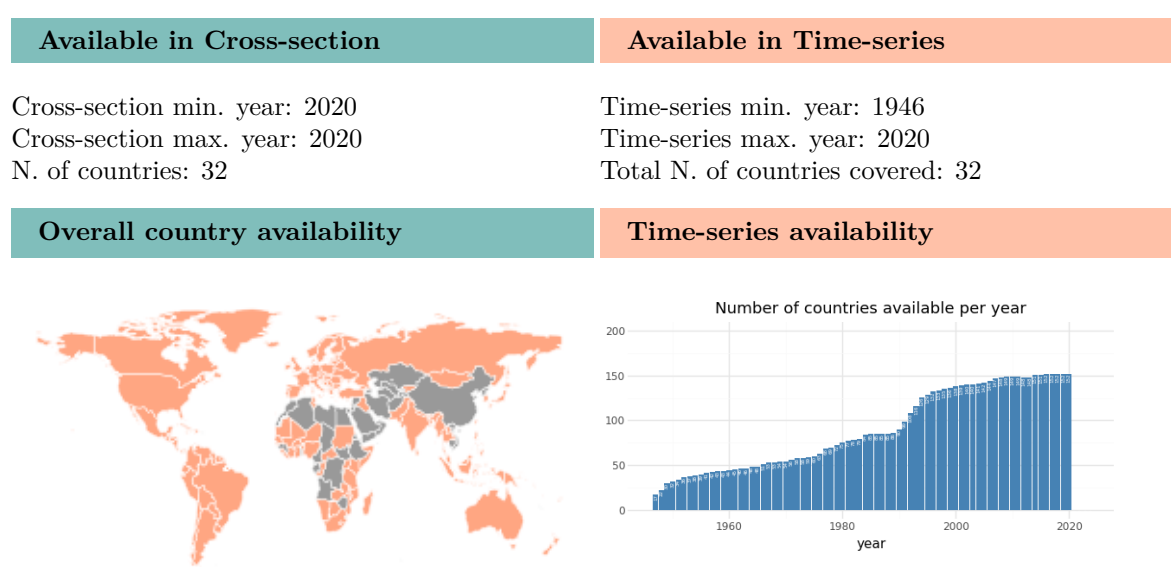 Available in Cross-section
Available in Time-series
Cross-section min. year: 2020
Cross-section max. year: 2020
N. of countries: 32
Time-series min. year: 1946
Time-series max. year: 2020
Total N. of countries covered: 32
Overall country availability
Time-series availability
Number of countries available per year
200
150
100
50
0
1960
1980
2000
2020
year